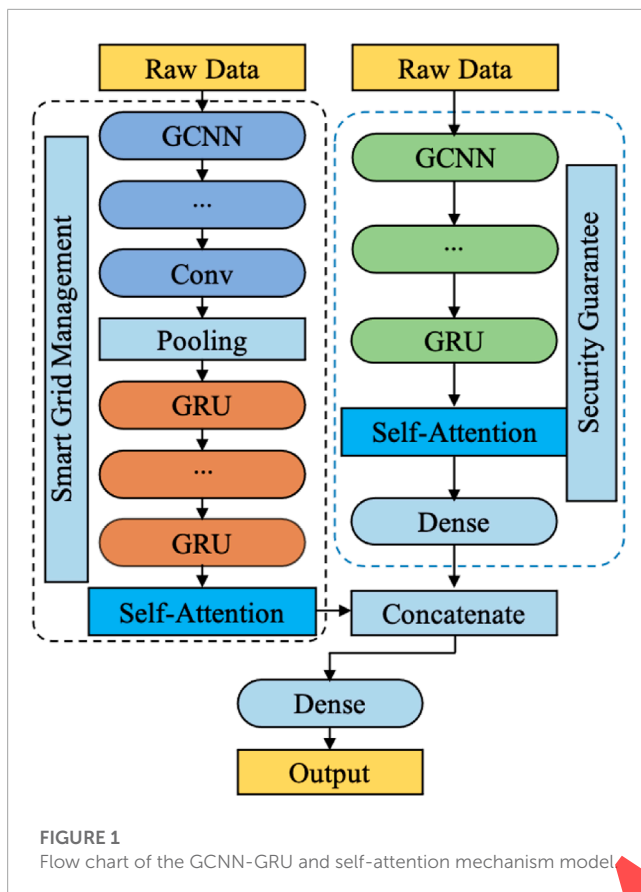 Raw Data
GCNN
...
Conv
Pooling
GRU
...
GRU
Self-Attention
Smart Grid Management
Raw Data
GCNN
...
GRU
Self-Attention
Dense
Security Guarantee
Concatenate
Dense
Output
FIGURE 1
Flow chart of the GCNN-GRU and self-attention mechanism model.